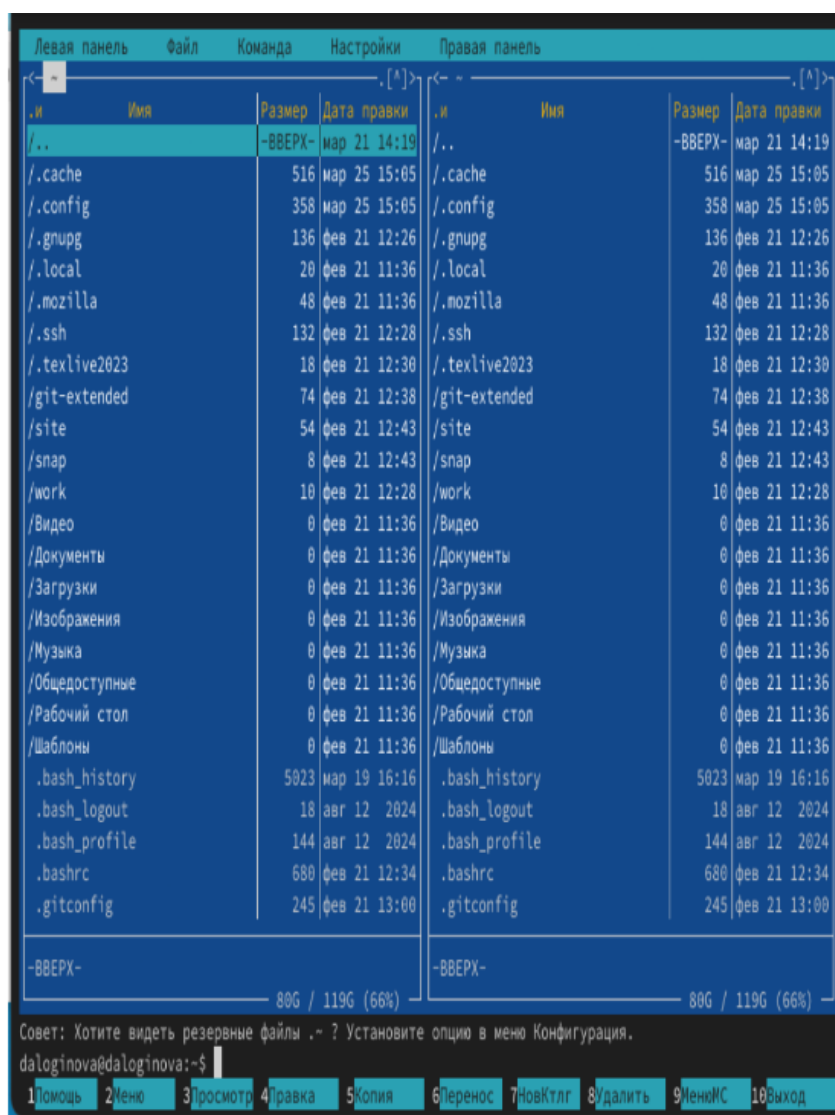 Левая панель Файл Команда Настройки Правая панель
<- ~ .[^]> <- ~ .[^]>
.и Имя Размер Дата правки .и Имя Размер Дата правки
/.. -ВВЕРХ- мар 21 14:19 /.. -ВВЕРХ- мар 21 14:19
/.cache 516 мар 25 15:05 /.cache 516 мар 25 15:05
/.config 358 мар 25 15:05 /.config 358 мар 25 15:05
/.gnupg 136 фев 21 12:26 /.gnupg 136 фев 21 12:26
/.local 20 фев 21 11:36 /.local 20 фев 21 11:36
/.mozilla 48 фев 21 11:36 /.mozilla 48 фев 21 11:36
/.ssh 132 фев 21 12:28 /.ssh 132 фев 21 12:28
/.texlive2023 18 фев 21 12:30 /.texlive2023 18 фев 21 12:30
/git-extended 74 фев 21 12:38 /git-extended 74 фев 21 12:38
/site 54 фев 21 12:43 /site 54 фев 21 12:43
/snap 8 фев 21 12:43 /snap 8 фев 21 12:43
/work 10 фев 21 12:28 /work 10 фев 21 12:28
/Видео 0 фев 21 11:36 /Видео 0 фев 21 11:36
/Документы 0 фев 21 11:36 /Документы 0 фев 21 11:36
/Загрузки 0 фев 21 11:36 /Загрузки 0 фев 21 11:36
/Изображения 0 фев 21 11:36 /Изображения 0 фев 21 11:36
/Музыка 0 фев 21 11:36 /Музыка 0 фев 21 11:36
/Общедоступные 0 фев 21 11:36 /Общедоступные 0 фев 21 11:36
/Рабочий стол 0 фев 21 11:36 /Рабочий стол 0 фев 21 11:36
/Шаблоны 0 фев 21 11:36 /Шаблоны 0 фев 21 11:36
.bash_history 5023 мар 19 16:16 .bash_history 5023 мар 19 16:16
.bash_logout 18 авг 12 2024 .bash_logout 18 авг 12 2024
.bash_profile 144 авг 12 2024 .bash_profile 144 авг 12 2024
.bashrc 680 фев 21 12:34 .bashrc 680 фев 21 12:34
.gitconfig 245 фев 21 13:00 .gitconfig 245 фев 21 13:00
-ВВЕРХ- -ВВЕРХ-
80G / 119G (66%) 80G / 119G (66%)
Совет: Хотите видеть резервные файлы .~ ? Установите опцию в меню Конфигурация.
daloginova@daloginova:~$
1Помощь 2Меню 3Просмотр 4Правка 5Копия 6Перенос 7НовКтлг 8Удалить 9МенюMC 10Выход